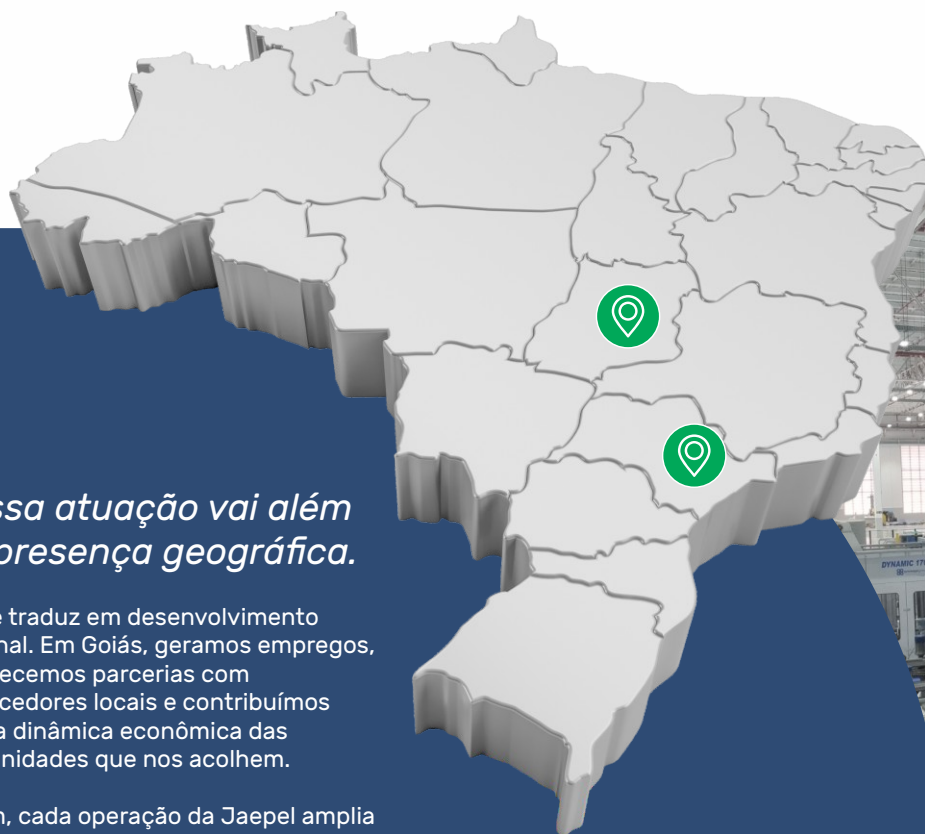 ssa atuação vai além
presença geográfica.
traduz em desenvolvimento
nal. Em Goiás, geramos empregos,
ecemos parcerias com
cedores locais e contribuímos
a dinâmica econômica das
nidades que nos acolhem.
, cada operação da Jaepel amplia
DYNAMIC